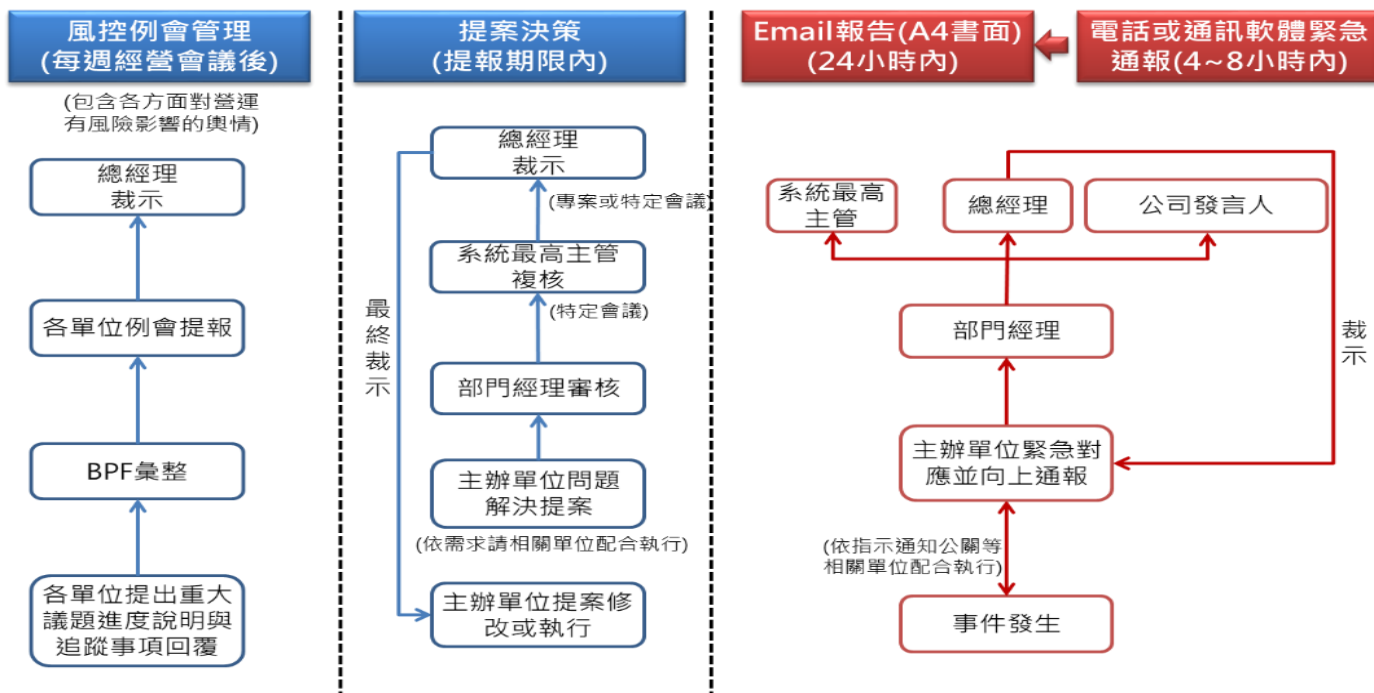 風控例會管理
(每週經營會議後)
(包含各方面對營運
有風險影響的輿情)
總經理
裁示
各單位例會提報
BPF彙整
各單位提出重大
議題進度說明與
追蹤事項回覆
提案決策
(提報期限內)
總經理
裁示
(專案或特定會議)
系統最高主管
複核
(特定會議)
最
終
裁
示
部門經理審核
主辦單位問題
解決提案
(依需求請相關單位配合執行)
主辦單位提案修
改或執行
Email報告(A4書面)
(24小時內)
電話或通訊軟體緊急
通報(4~8小時內)
系統最高
主管
總經理
公司發言人
部門經理
裁
示
主辦單位緊急對
應並向上通報
(依指示通知公關等
相關單位配合執行)
事件發生